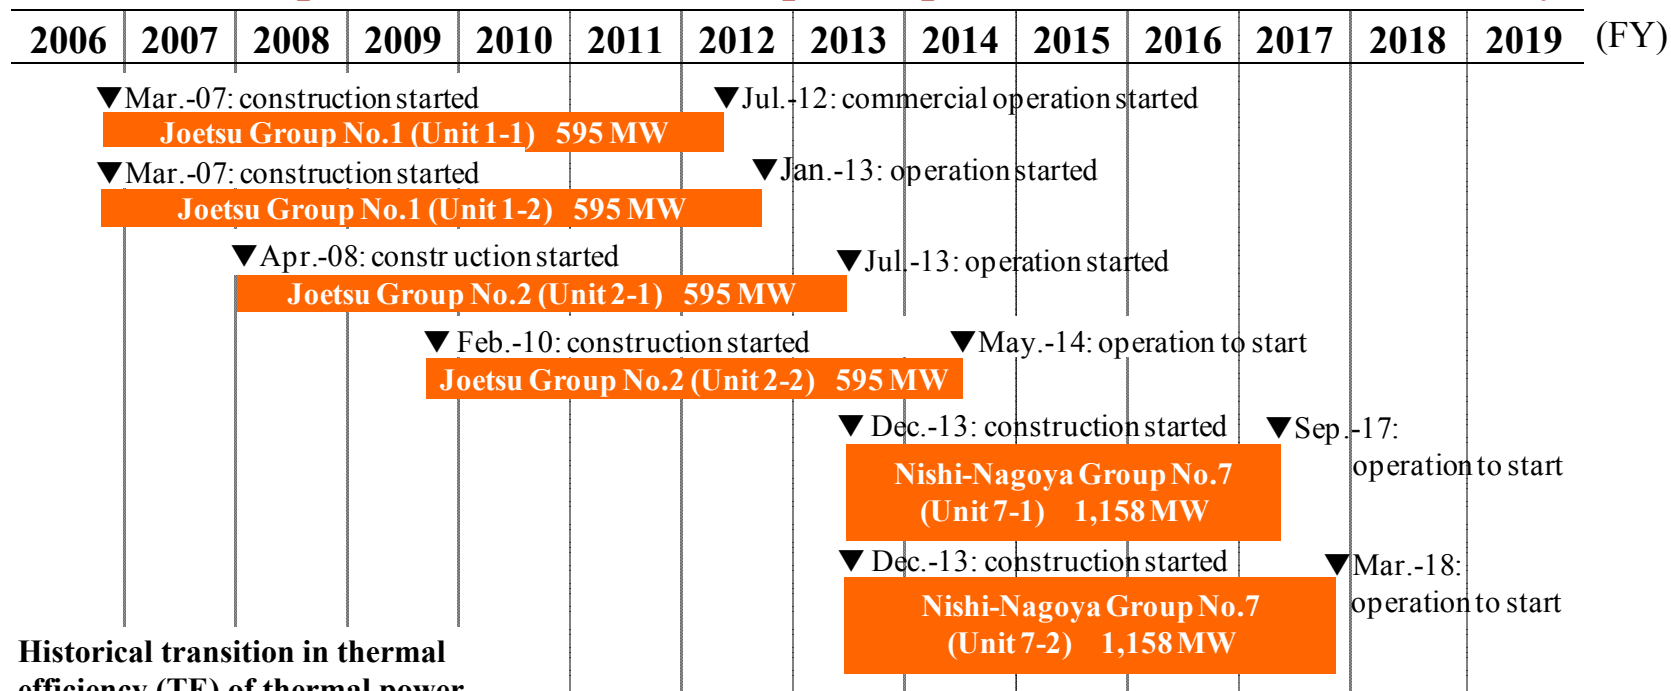 2006 2007 2008 2009 2010 2011 2012 2013 2014 2015 2016 2017 2018 2019 (FY)
▼Mar.-07: construction started ▼Jul.-12: commercial operation started
Joetsu Group No.1 (Unit 1-1) 595 MW
▼Mar.-07: construction started ▼Jan.-13: operation started
Joetsu Group No.1 (Unit 1-2) 595 MW
▼Apr.-08: construction started ▼Jul.-13: operation started
Joetsu Group No.2 (Unit 2-1) 595 MW
▼Feb.-10: construction started ▼May.-14: operation to start
Joetsu Group No.2 (Unit 2-2) 595 MW
▼Dec.-13: construction started ▼Sep.-17:
operation to start
Nishi-Nagoya Group No.7
(Unit 7-1) 1,158 MW
▼Dec.-13: construction started ▼Mar.-18:
operation to start
Nishi-Nagoya Group No.7
(Unit 7-2) 1,158 MW
Historical transition in thermal
efficiency (TE) of thermal power